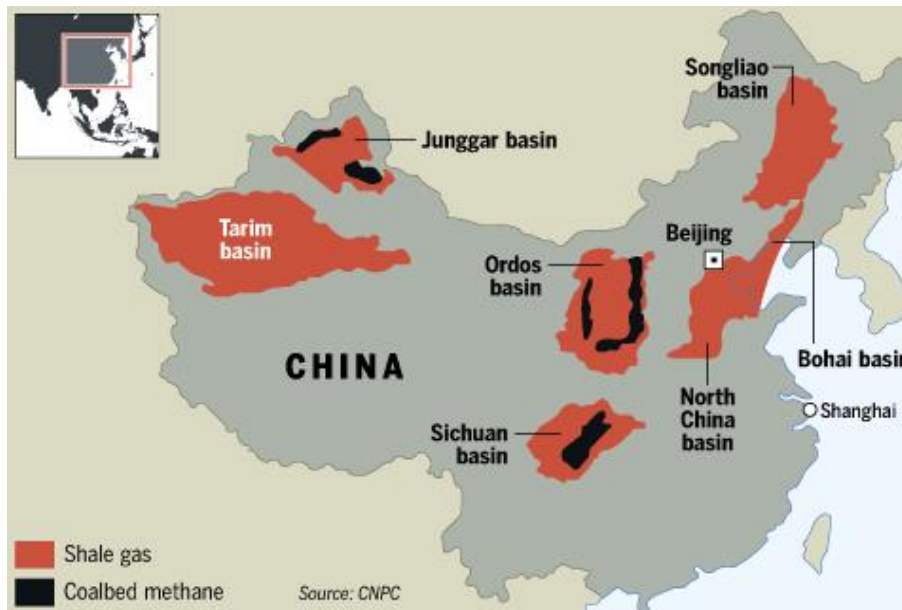 Songliao
basin
Junggar basin
Tarim
basin
Beijing
Ordos
basin
CHINA
Bohai basin
North
China
basin
Shanghai
Sichuan
basin
Shale gas
Coalbed methane
Source: CNPC